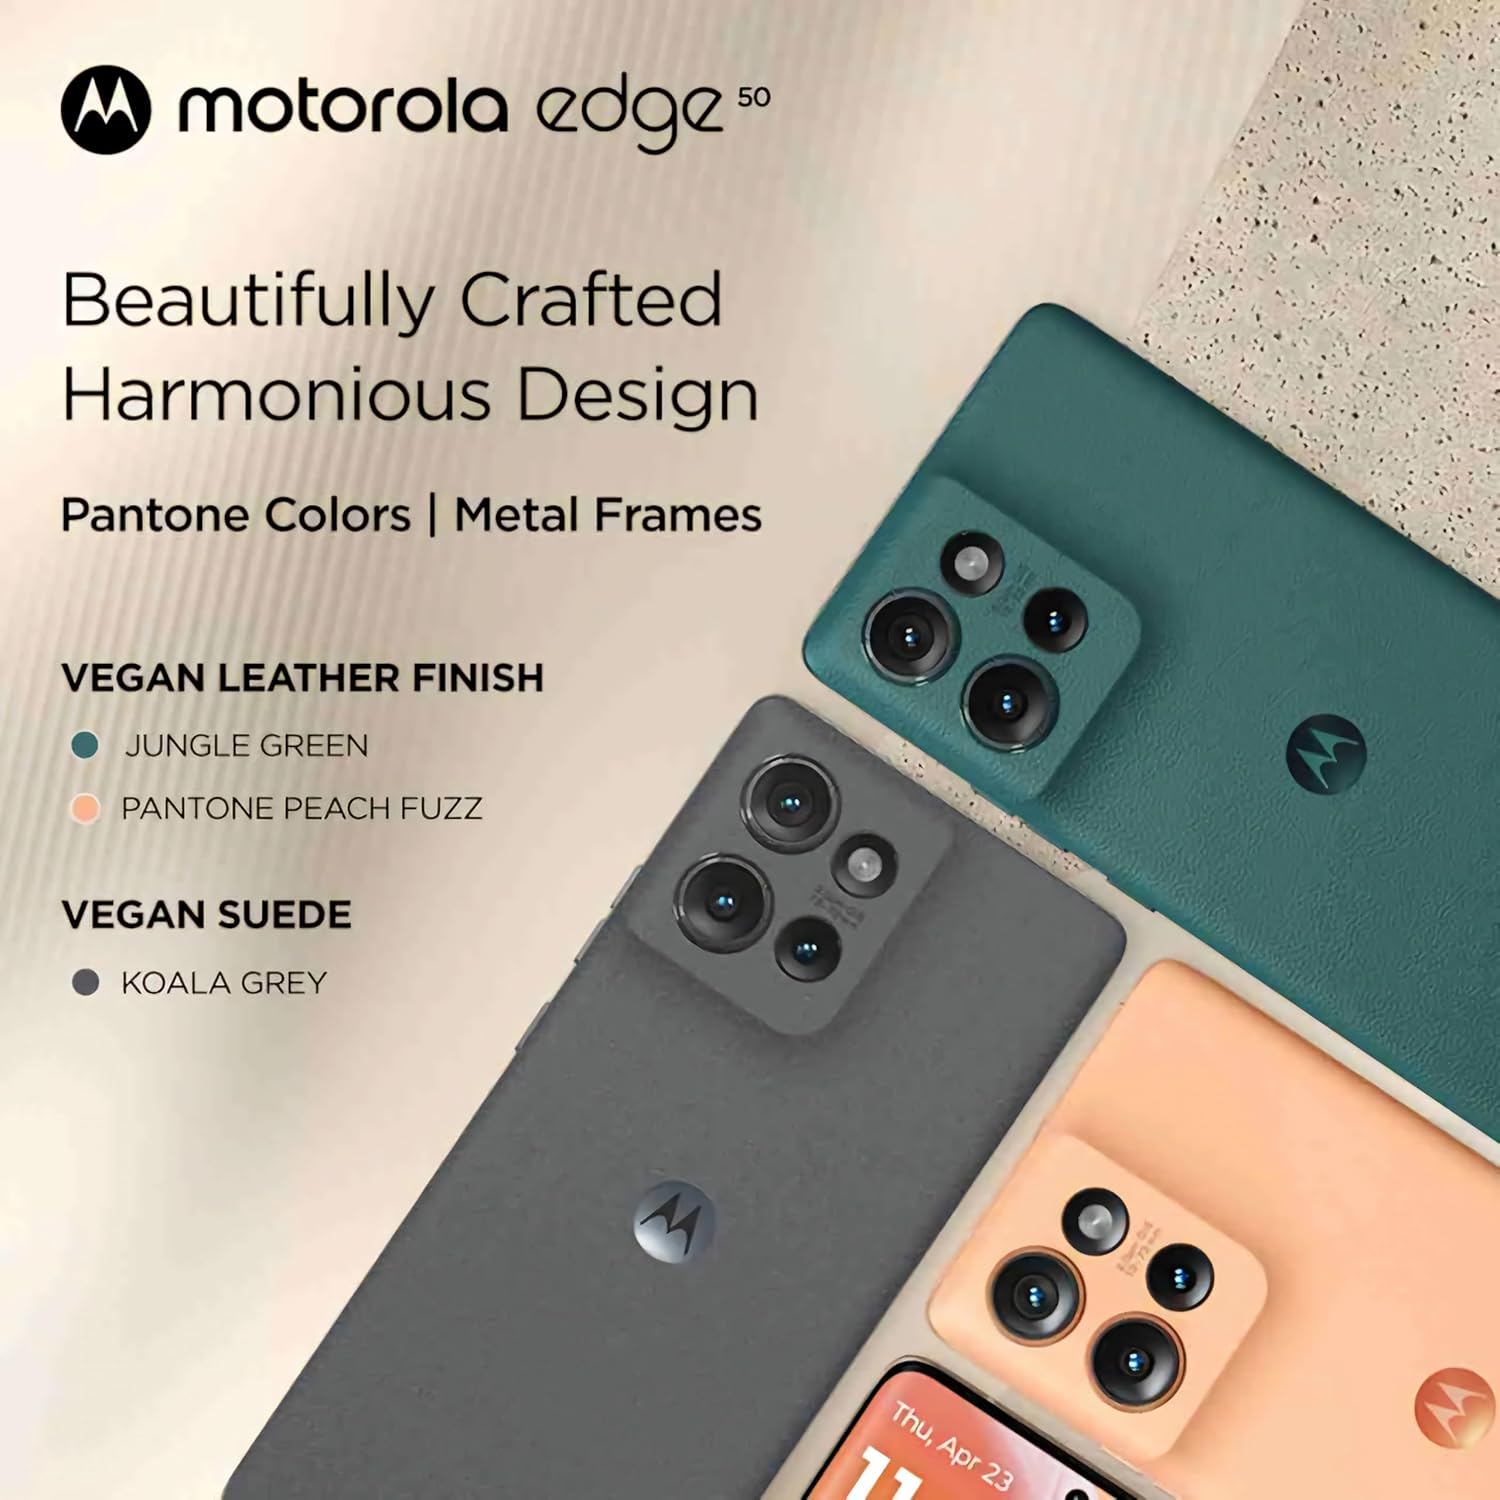 motorola edge 50
Beautifully Crafted
Harmonious Design
Pantone Colors | Metal Frames
VEGAN LEATHER FINISH
JUNGLE GREEN
PANTONE PEACH FUZZ
VEGAN SUEDE
KOALA GREY
Thu, Apr 23
11